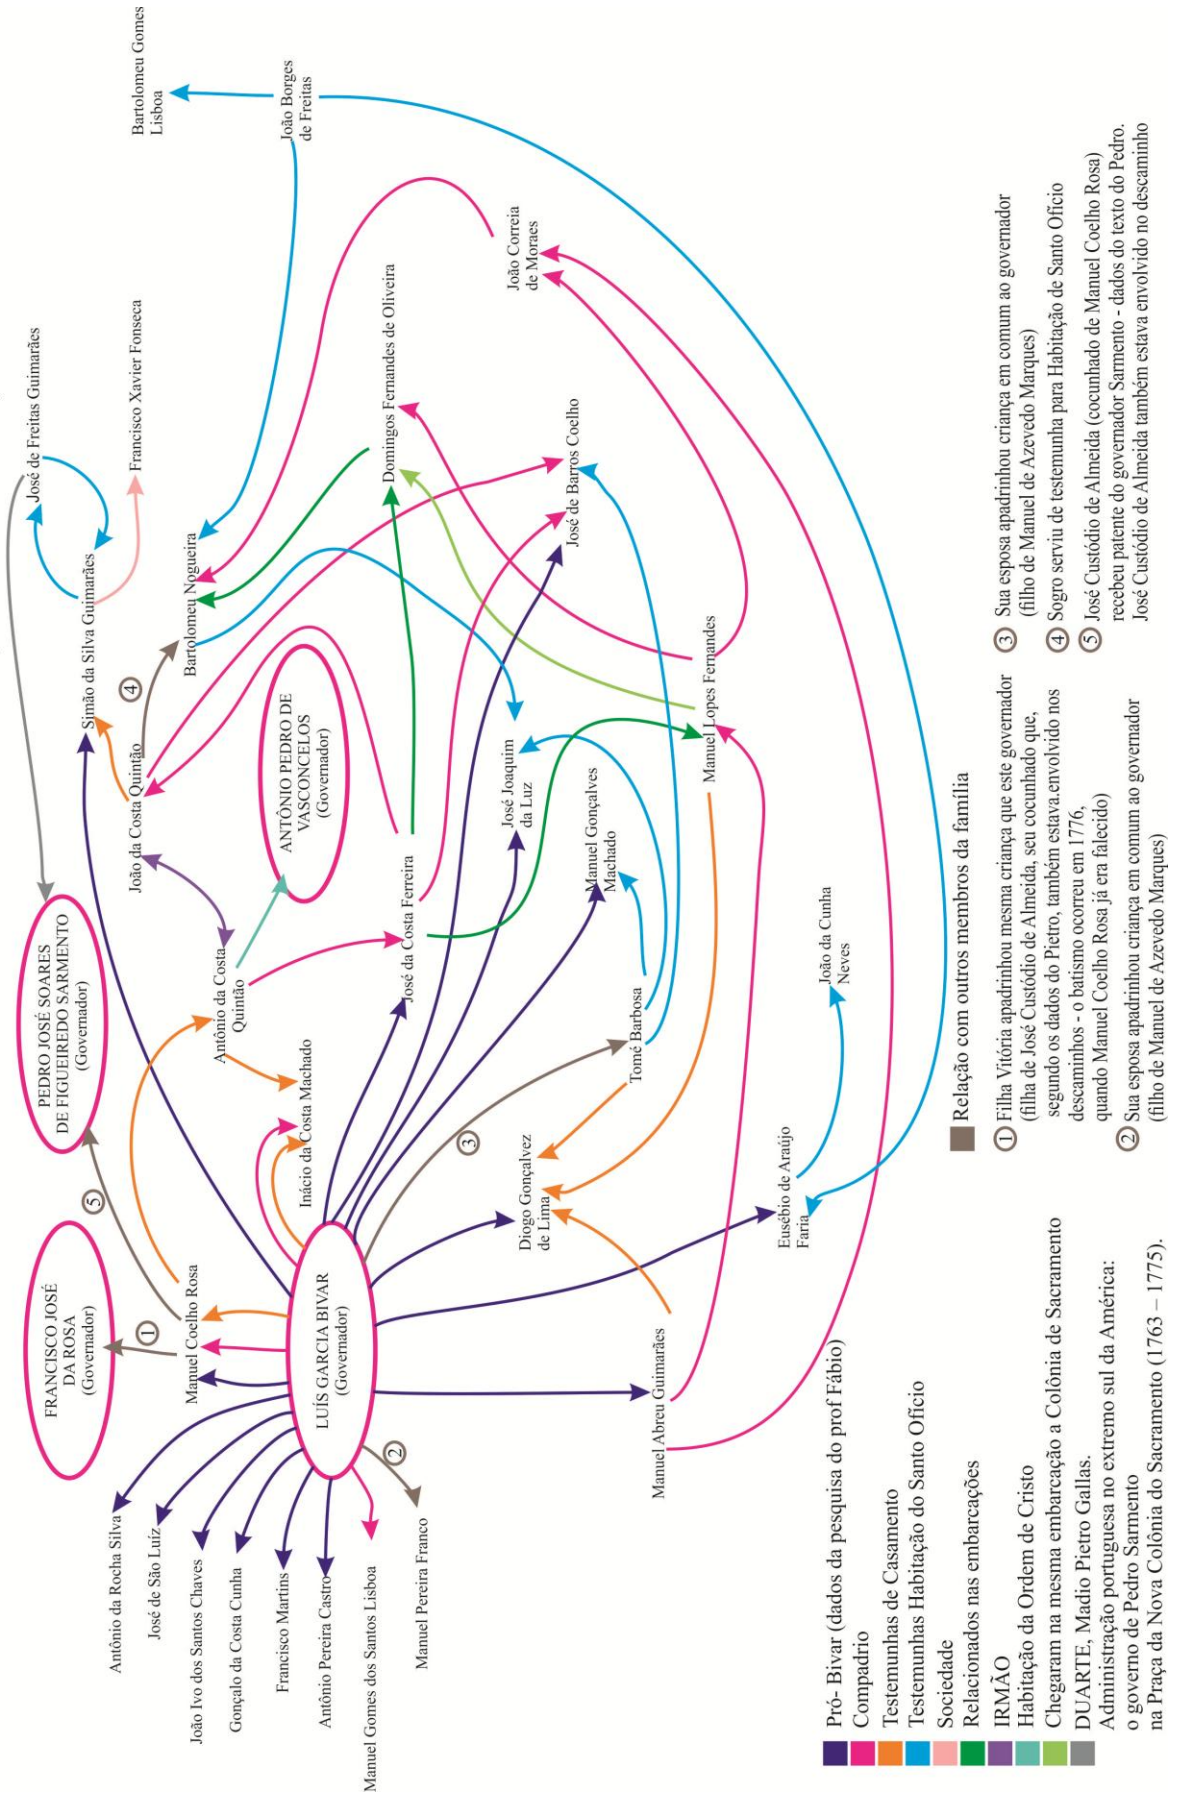 FRANCISCO JOSÉ
DA ROSA
(Governador)
PEDRO JOSÉ SOARES
DE FIGUEIREDO SARMENTO
(Governador)
José de Freitas Guimarães
5
Simão da Silva Guimarães
Antônio da Rocha Silva
1
João da Costa Quintão
4
Francisco Xavier Fonseca
Bartolomeu Gomes
Lisboa
José de São Luíz
Manuel Coelho Rosa
Bartolomeu Nogueira
João Ivo dos Santos Chaves
Antônio da Costa
Quintão
Gonçalo da Costa Cunha
Francisco Martins
João Borges
de Freitas
Inácio da Costa Machado
ANTÔNIO PEDRO DE
VASCONCELOS
(Governador)
LUÍS GARCIA BIVAR
(Governador)
Antônio Pereira Castro
Manuel Gomes dos Santos Lisboa
2
Domingos Fernandes de Oliveira
José da Costa Ferreira
Manuel Pereira Franco
3
João Correia
de Moraes
José Joaquim
da Luz
Diogo Gonçalvez
de Lima
José de Barros Coelho
Manuel Gonçalves
Machado
Tomé Barbosa
Manuel Abreu Guimarães
Manuel Lopes Fernandes
Eusébio de Araújo
Faria
João da Cunha
Neves
Pró- Bivar (dados da pesquisa do prof Fábio)
Compadrio
Testemunhas de Casamento
Testemunhas Habitação do Santo Ofício
Sociedade
Relacionados nas embarcações
IRMÃO
Habitação da Ordem de Cristo
Chegaram na mesma embarcação a Colônia de Sacramento
DUARTE, Madio Pietro Gallas.
Administração portuguesa no extremo sul da América:
o governo de Pedro Sarmento
na Praça da Nova Colônia do Sacramento (1763 – 1775).
Relação com outros membros da família
1 Filha Vitória apadrinhou mesma criança que este governador
(filha de José Custódio de Almeida, seu cocunhado que,
segundo os dados do Pietro, também estava.envolvido nos
descaminhos - o batismo ocorreu em 1776,
quando Manuel Coelho Rosa já era falecido)
2 Sua esposa apadrinhou criança em comum ao governador
(filho de Manuel de Azevedo Marques)
3 Sua esposa apadrinhou criança em comum ao governador
(filho de Manuel de Azevedo Marques)
4 Sogro serviu de testemunha para Habitação de Santo Ofício
5 José Custódio de Almeida (cocunhado de Manuel Coelho Rosa)
recebeu patente do governador Sarmento - dados do texto do Pedro.
José Custódio de Almeida também estava envolvido no descaminho